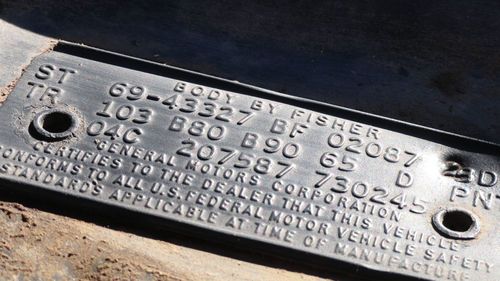 BODY BY FISHER
ST 69-43327 BF 02087
TR 103 B80 B90 65 D
04C 207587 730245 PN
GENERAL MOTORS CORPORATION
CERTIFIES TO THE DEALER THAT THIS VEHICLE
CONFORMS TO ALL U.S. FEDERAL MOTOR VEHICLE SAFETY
STANDARDS APPLICABLE AT TIME OF MANUFACTURE